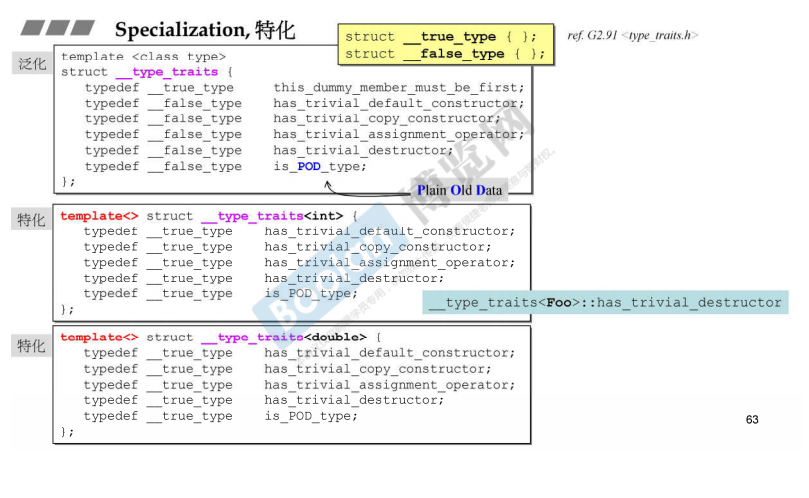 Specialization, 特化
struct __true_type { };
struct __false_type { };
ref. G2.91 <type_traits.h>
泛化
template <class type>
struct __type_traits {
typedef __true_type this_dummy_member_must_be_first;
typedef __false_type has_trivial_default_constructor;
typedef __false_type has_trivial_copy_constructor;
typedef __false_type has_trivial_assignment_operator;
typedef __false_type has_trivial_destructor;
typedef __false_type is_POD_type;
};
Plain Old Data
特化
template<> struct __type_traits<int> {
typedef __true_type has_trivial_default_constructor;
typedef __true_type has_trivial_copy_constructor;
typedef __true_type has_trivial_assignment_operator;
typedef __true_type has_trivial_destructor;
typedef __true_type is_POD_type;
};
__type_traits<Foo>::has_trivial_destructor
特化
template<> struct __type_traits<double> {
typedef __true_type has_trivial_default_constructor;
typedef __true_type has_trivial_copy_constructor;
typedef __true_type has_trivial_assignment_operator;
typedef __true_type has_trivial_destructor;
typedef __true_type is_POD_type;
};
63
Boolan
博览网